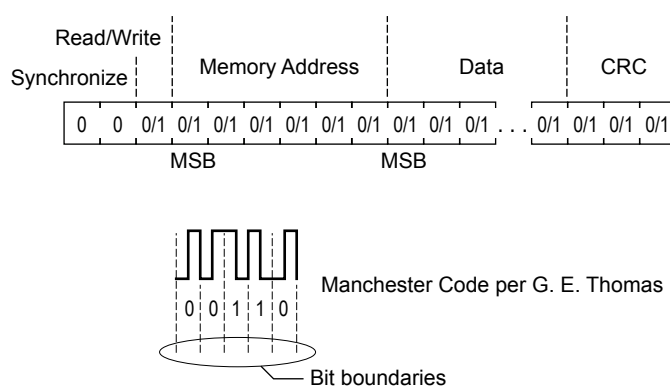 Read/Write
Synchronize Memory Address Data CRC
0 0 0/1 0/1 0/1 0/1 0/1 0/1 0/1 0/1 0/1 0/1 . . . 0/1 0/1 0/1 0/1
MSB MSB
Manchester Code per G. E. Thomas
0 0 1 1 0
Bit boundaries